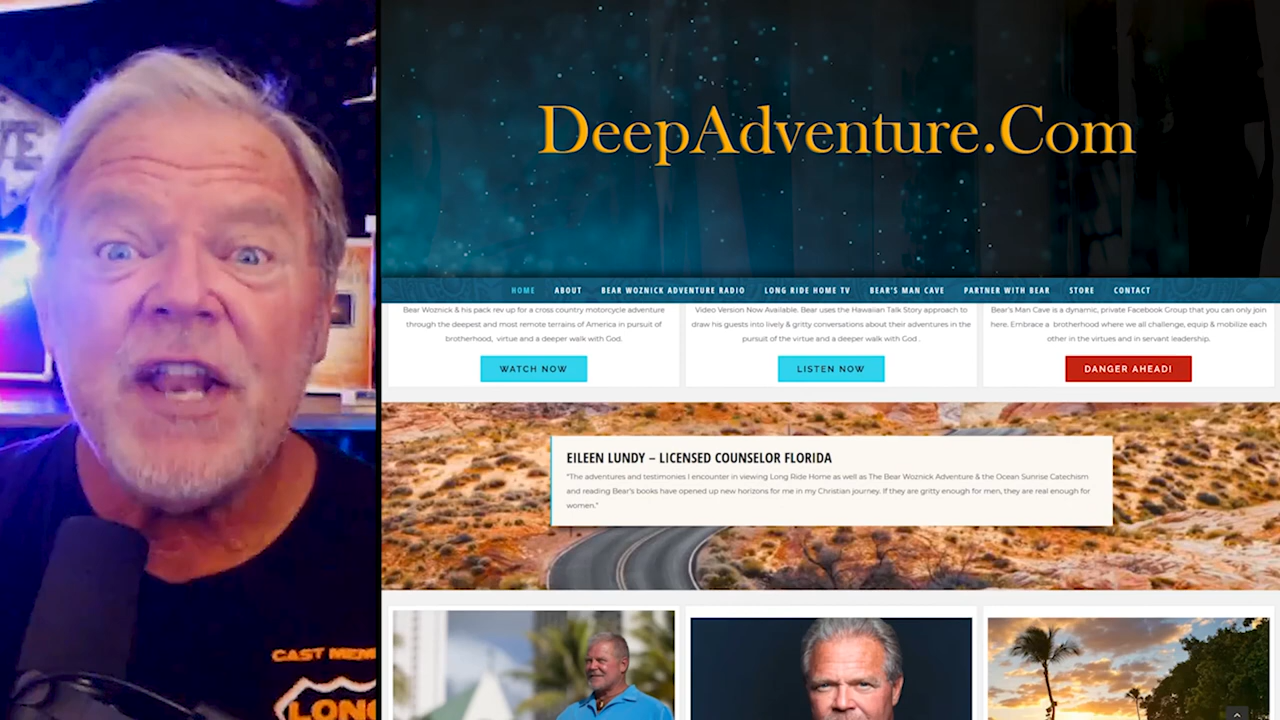 DeepAdventure.Com
HOME ABOUT BEAR WOZNICK ADVENTURE RADIO LONG RIDE HOME TV BEAR'S MAN CAVE PARTNER WITH BEAR STORE CONTACT
Bear Woznick & his pack rev up for a cross country motorcycle adventure
through the deepest and most remote terrains of America in pursuit of
brotherhood, virtue and a deeper walk with God.
WATCH NOW
Video Version Now Available. Bear uses the Hawaiian Talk Story approach to
draw his guests into lively & gritty conversations about their adventures in the
pursuit of the virtue and a deeper walk with God .
LISTEN NOW
Bear's Man Cave is a dynamic, private Facebook Group that you can only join
here. Embrace a brotherhood where we all challenge, equip & mobilize each
other in the virtues and in servant leadership.
DANGER AHEAD!
EILEEN LUNDY – LICENSED COUNSELOR FLORIDA
"The adventures and testimonies I encounter in viewing Long Ride Home as well as The Bear Woznick Adventure & the Ocean Sunrise Catechism
and reading Bear's books have opened up new horizons for me in my Christian journey. If they are gritty enough for men, they are real enough for
women."
CAST MEM
LONG